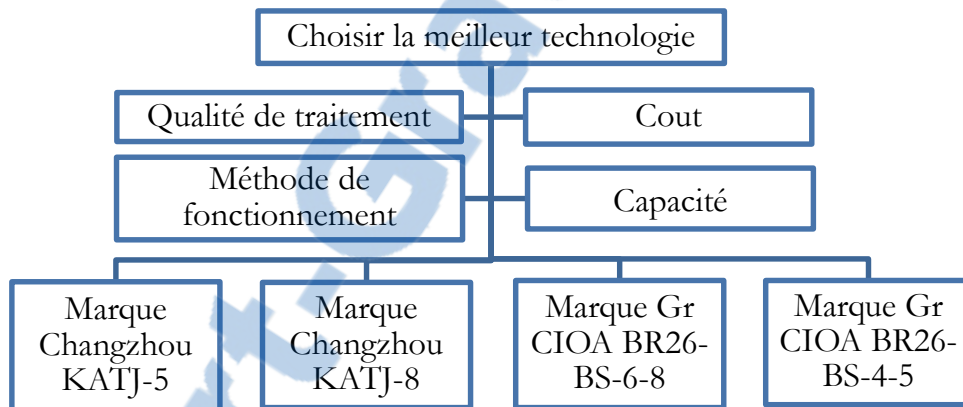 Choisir la meilleur technologie
Qualité de traitement
Cout
Méthode de
fonctionnement
Capacité
Marque
Changzhou
KATJ-5
Marque
Changzhou
KATJ-8
Marque Gr
CIOA BR26-
BS-6-8
Marque Gr
CIOA BR26-
BS-4-5